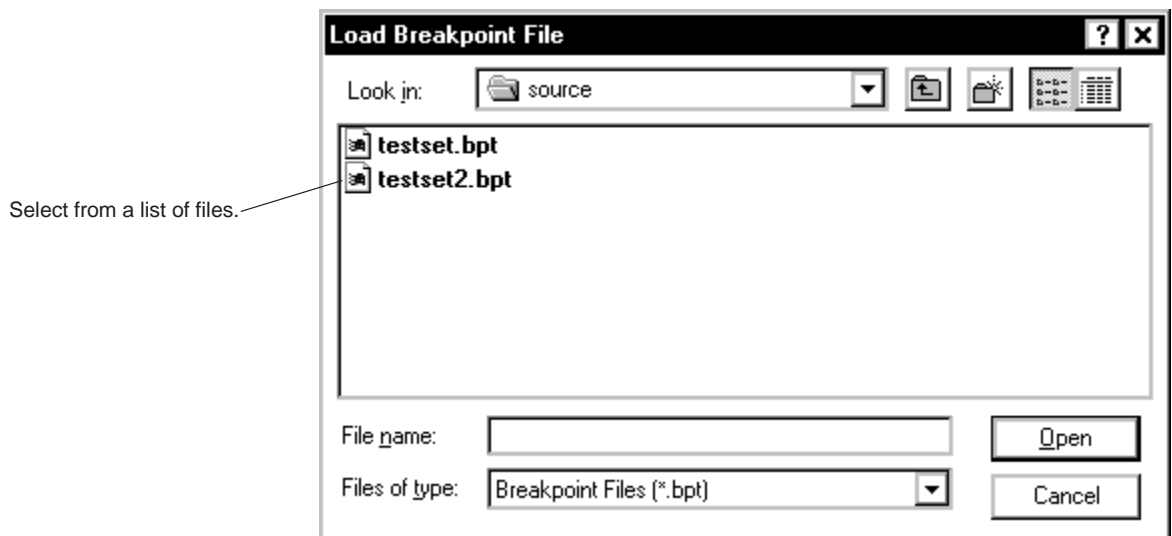 Load Breakpoint File
Look in: source
testset.bpt
testset2.bpt
Select from a list of files.
File name: Open
Files of type: Breakpoint Files (*.bpt) Cancel